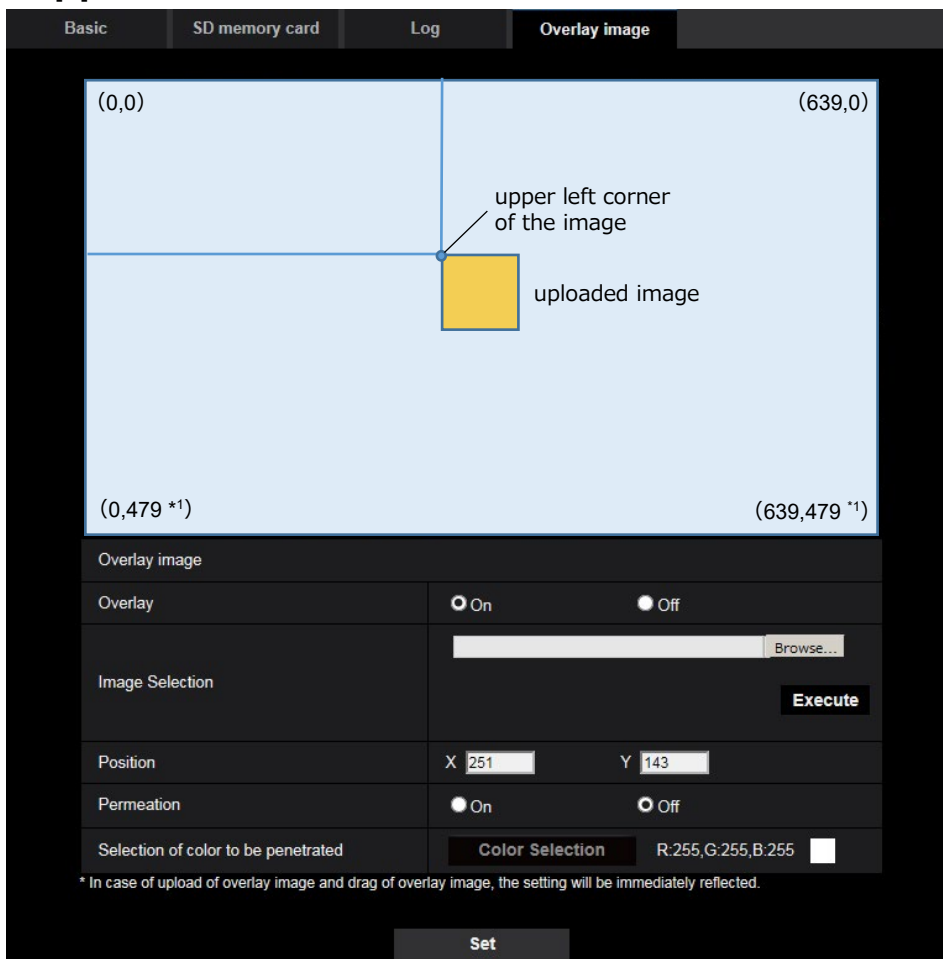 Basic SD memory card Log Overlay image
(0,0) (639,0)
upper left corner
of the image
uploaded image
(0,479 *1) (639,479 *1)
Overlay image
Overlay On Off
Browse...
Image Selection
Execute
Position X 251 Y 143
Permeation On Off
Selection of color to be penetrated Color Selection R:255,G:255,B:255
* In case of upload of overlay image and drag of overlay image, the setting will be immediately reflected.
Set